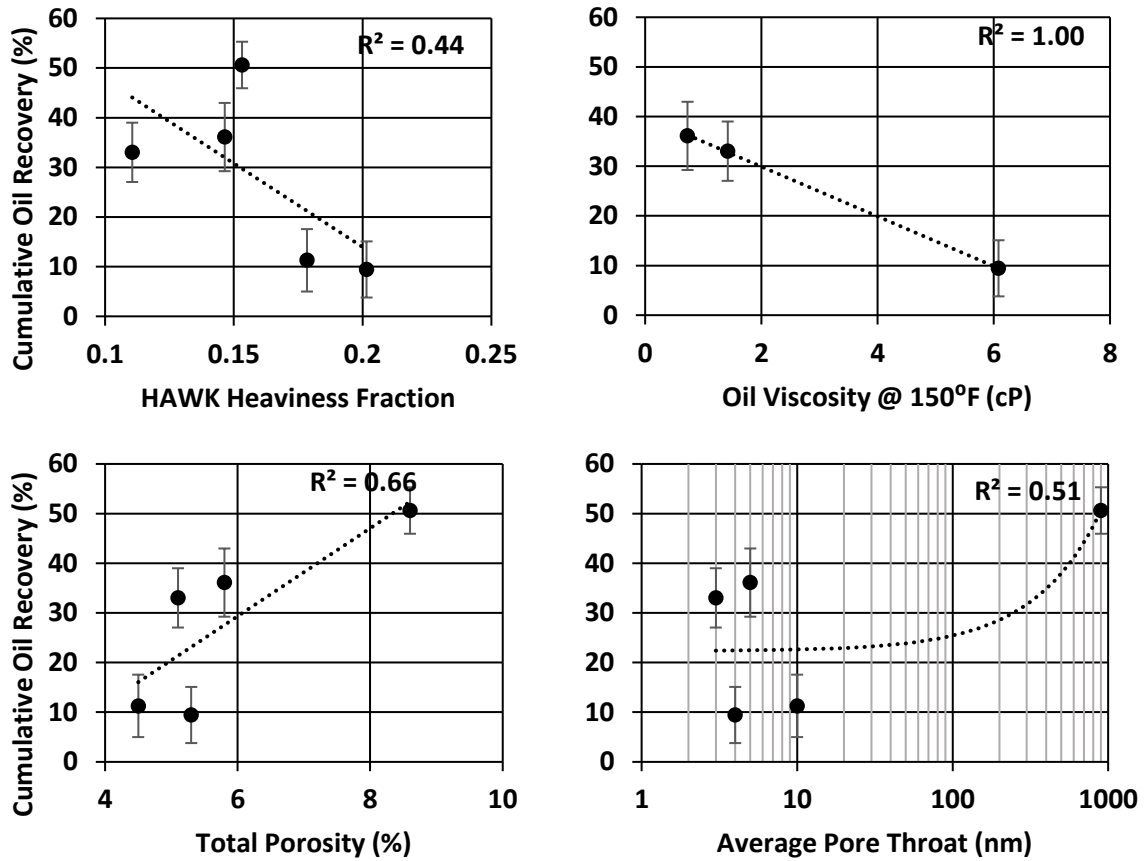 Cumulative Oil Recovery (%)
60
50
40
30
20
10
0
R² = 0.44
0.1 0.15 0.2 0.25
HAWK Heaviness Fraction
60
50
40
30
20
10
0
R² = 1.00
0 2 4 6 8
Oil Viscosity @ 150⁰F (cP)
Cumulative Oil Recovery (%)
60
50
40
30
20
10
0
R² = 0.66
4 6 8 10
Total Porosity (%)
60
50
40
30
20
10
0
R² = 0.51
1 10 100 1000
Average Pore Throat (nm)